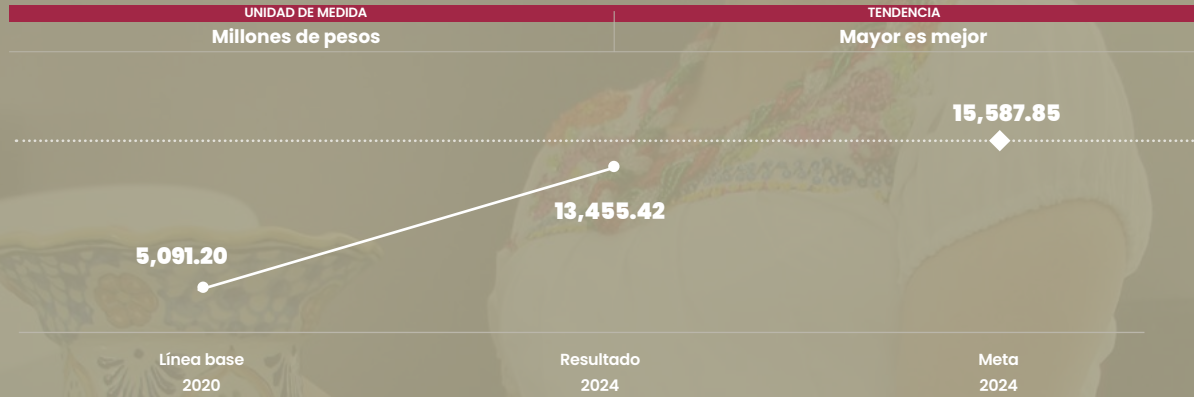 UNIDAD DE MEDIDA
Millones de pesos
TENDENCIA
Mayor es mejor
15,587.85
13,455.42
5,091.20
Línea base
2020
Resultado
2024
Meta
2024